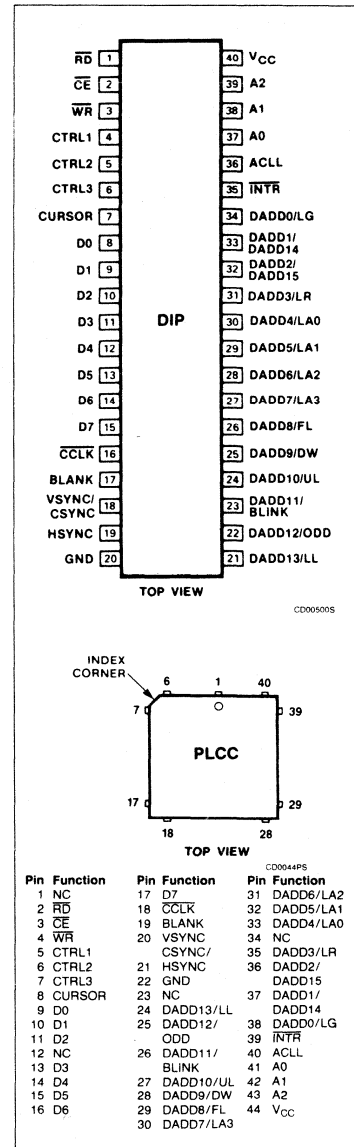 RD 1 40 VCC
CE 2 39 A2
WR 3 38 A1
CTRL1 4 37 A0
CTRL2 5 36 ACLL
CTRL3 6 35 INTR
CURSOR 7 34 DADD0/LG
D0 8 33 DADD1/
DADD14
D1 9 32 DADD2/
DADD15
D2 10 31 DADD3/LR
D3 11 DIP 30 DADD4/LA0
D4 12 29 DADD5/LA1
D5 13 28 DADD6/LA2
D6 14 27 DADD7/LA3
D7 15 26 DADD8/FL
CCLK 16 25 DADD9/DW
BLANK 17 24 DADD10/UL
VSYNC/
CSYNC 18 23 DADD11/
BLINK
HSYNC 19 22 DADD12/ODD
GND 20 21 DADD13/LL
TOP VIEW
CD00500S
INDEX
CORNER
6 1 40
7 39
PLCC
17 29
18 28
TOP VIEW
CD0044PS
Pin Function
1 NC
2 RD
3 CE
4 WR
5 CTRL1
6 CTRL2
7 CTRL3
8 CURSOR
9 D0
10 D1
11 D2
12 NC
13 D3
14 D4
15 D5
16 D6
Pin Function
17 D7
18 CCLK
19 BLANK
20 VSYNC
CSYNC/
21 HSYNC
22 GND
23 NC
24 DADD13/LL
25 DADD12/
ODD
26 DADD11/
BLINK
27 DADD10/UL
28 DADD9/DW
29 DADD8/FL
30 DADD7/LA3
Pin Function
31 DADD6/LA2
32 DADD5/LA1
33 DADD4/LA0
34 NC
35 DADD3/LR
36 DADD2/
DADD15
37 DADD1/
DADD14
38 DADD0/LG
39 INTR
40 ACLL
41 A0
42 A1
43 A2
44 VCC